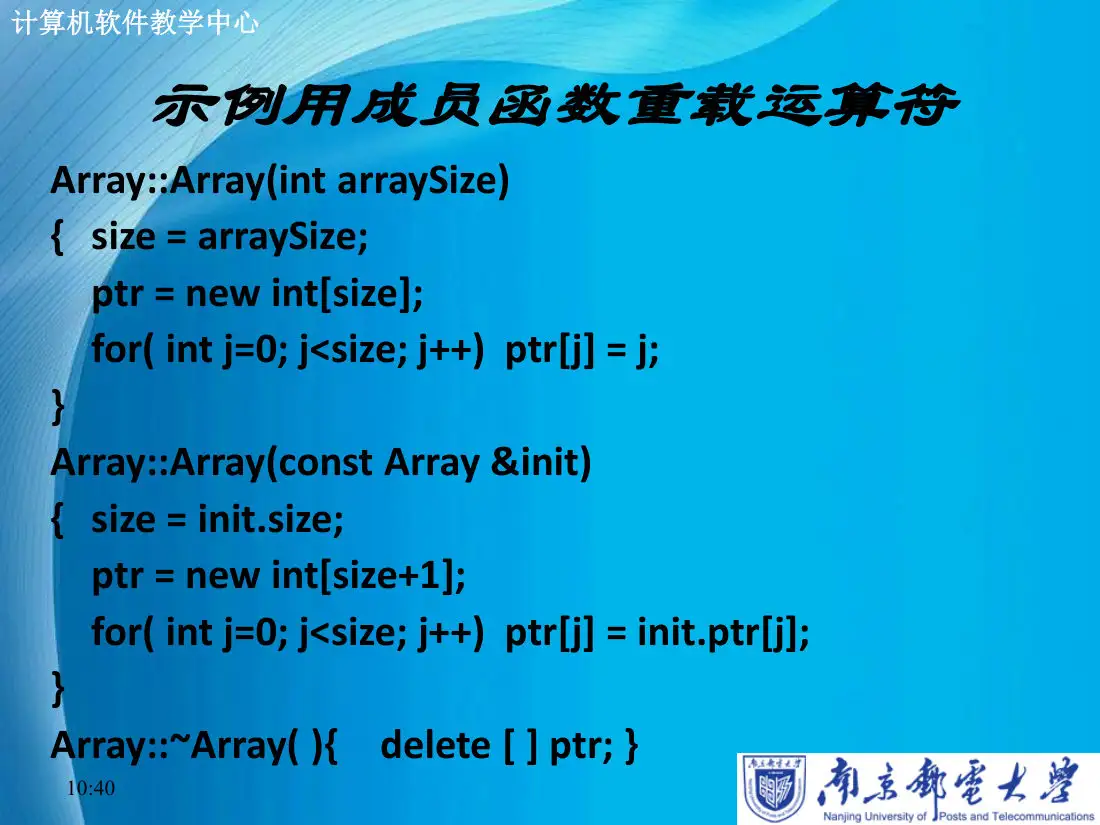 计算机软件教学中心
示例用成员函数重载运算符
Array::Array(int arraySize)
{ size = arraySize;
ptr = new int[size];
for( int j=0; j<size; j++) ptr[j] = j;
}
Array::Array(const Array &init)
{ size = init.size;
ptr = new int[size+1];
for( int j=0; j<size; j++) ptr[j] = init.ptr[j];
}
Array::~Array( ){ delete [ ] ptr; }
10:40
南京郵電大学
Nanjing University of Posts and Telecommunications